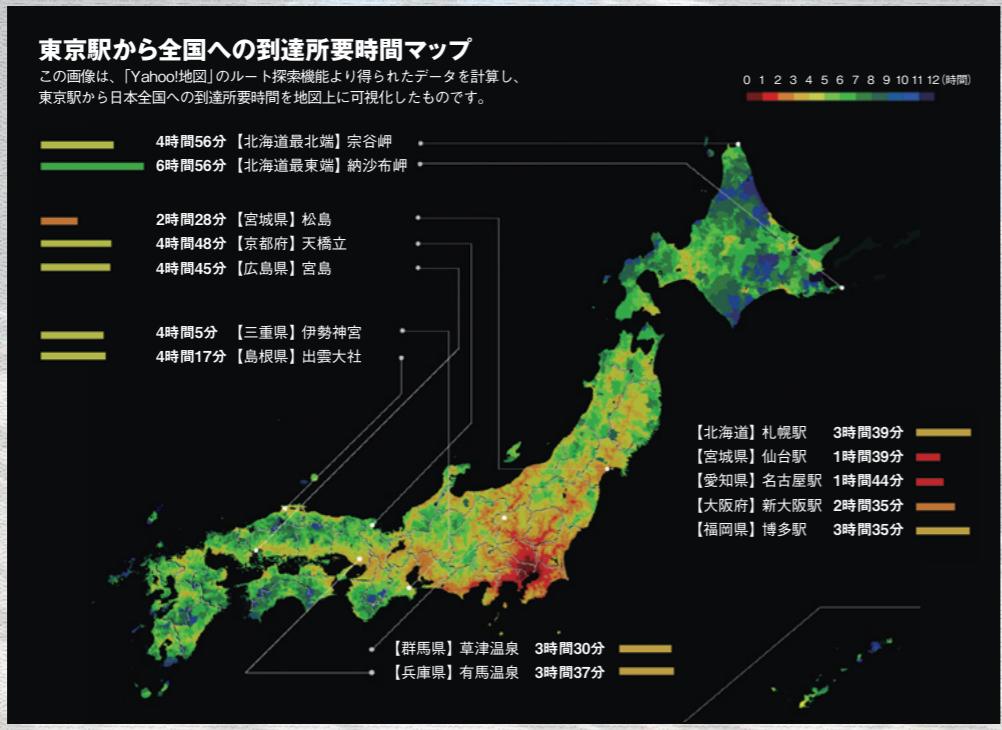 東京駅から全国への到達所要時間マップ
この画像は、「Yahoo!地図」のルート探索機能より得られたデータを計算し、
東京駅から日本全国への到達所要時間を地図上に可視化したものです。
0 1 2 3 4 5 6 7 8 9 10 11 12(時間)
4時間56分【北海道最北端】宗谷岬
6時間56分【北海道最東端】納沙布岬
2時間28分【宮城県】松島
4時間48分【京都府】天橋立
4時間45分【広島県】宮島
4時間5分【三重県】伊勢神宮
4時間17分【島根県】出雲大社
【北海道】札幌駅 3時間39分
【宮城県】仙台駅 1時間39分
【愛知県】名古屋駅 1時間44分
【大阪府】新大阪駅 2時間35分
【福岡県】博多駅 3時間35分
【群馬県】草津温泉 3時間30分
【兵庫県】有馬温泉 3時間37分